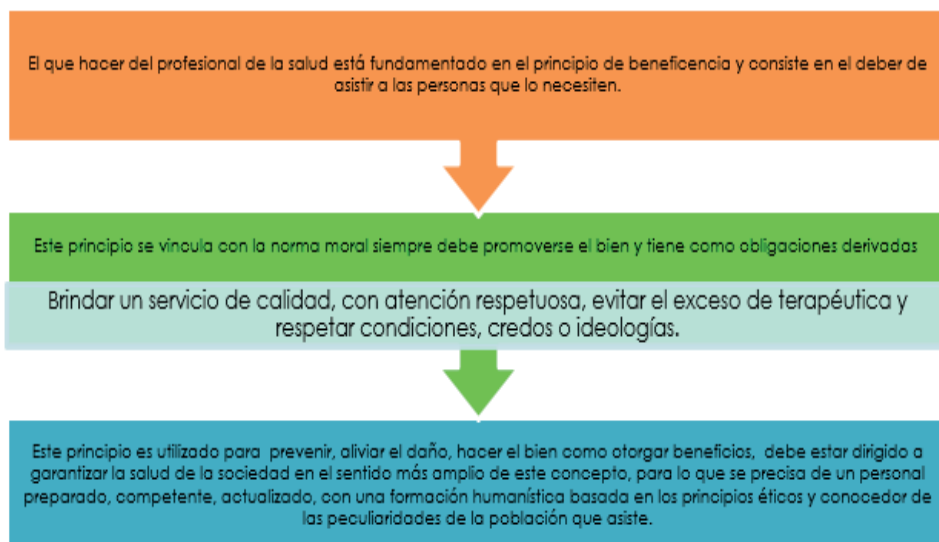 El que hacer del profesional de la salud está fundamentado en el principio de beneficencia y consiste en el deber de
asistir a las personas que lo necesiten.
Este principio se vincula con la norma moral siempre debe promoverse el bien y tiene como obligaciones derivadas
Brindar un servicio de calidad, con atención respetuosa, evitar el exceso de terapéutica y
respetar condiciones, credos o ideologías.
Este principio es utilizado para prevenir, aliviar el daño, hacer el bien como otorgar beneficios, debe estar dirigido a
garantizar la salud de la sociedad en el sentido más amplio de este concepto, para lo que se precisa de un personal
preparado, competente, actualizado, con una formación humanística basada en los principios éticos y conocedor de
las peculiaridades de la población que asiste.